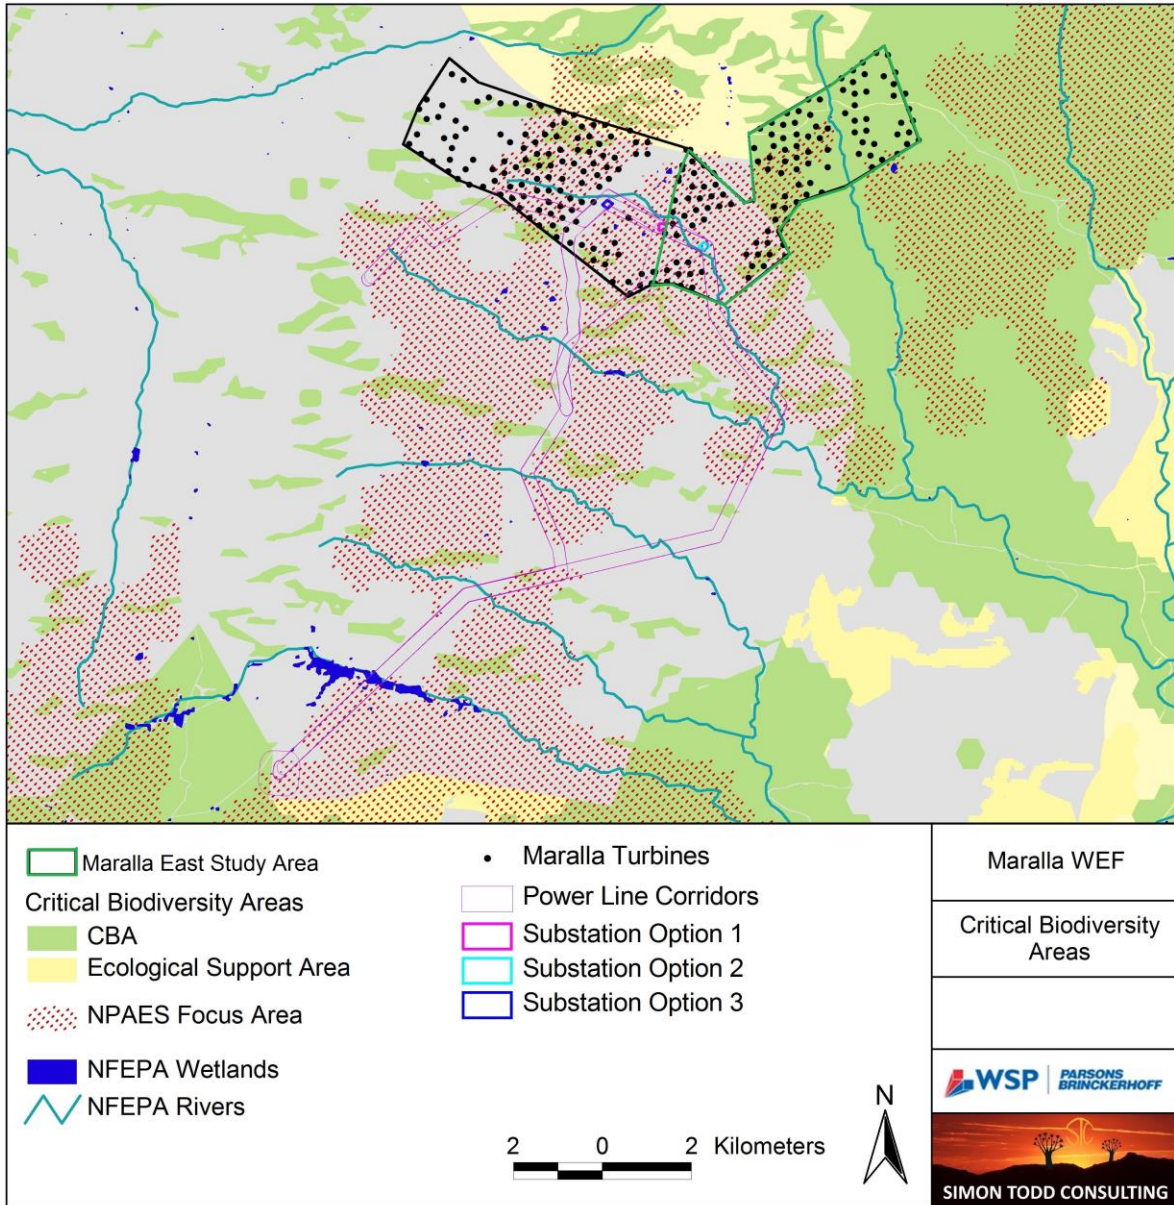 Maralla East Study Area
Critical Biodiversity Areas
CBA
Ecological Support Area
NPAES Focus Area
NFEPA Wetlands
NFEPA Rivers
Maralla Turbines
Power Line Corridors
Substation Option 1
Substation Option 2
Substation Option 3
2 0 2 Kilometers
N
Maralla WEF
Critical Biodiversity
Areas
WSP | PARSONS
BRINCKERHOFF
STC
SIMON TODD CONSULTING